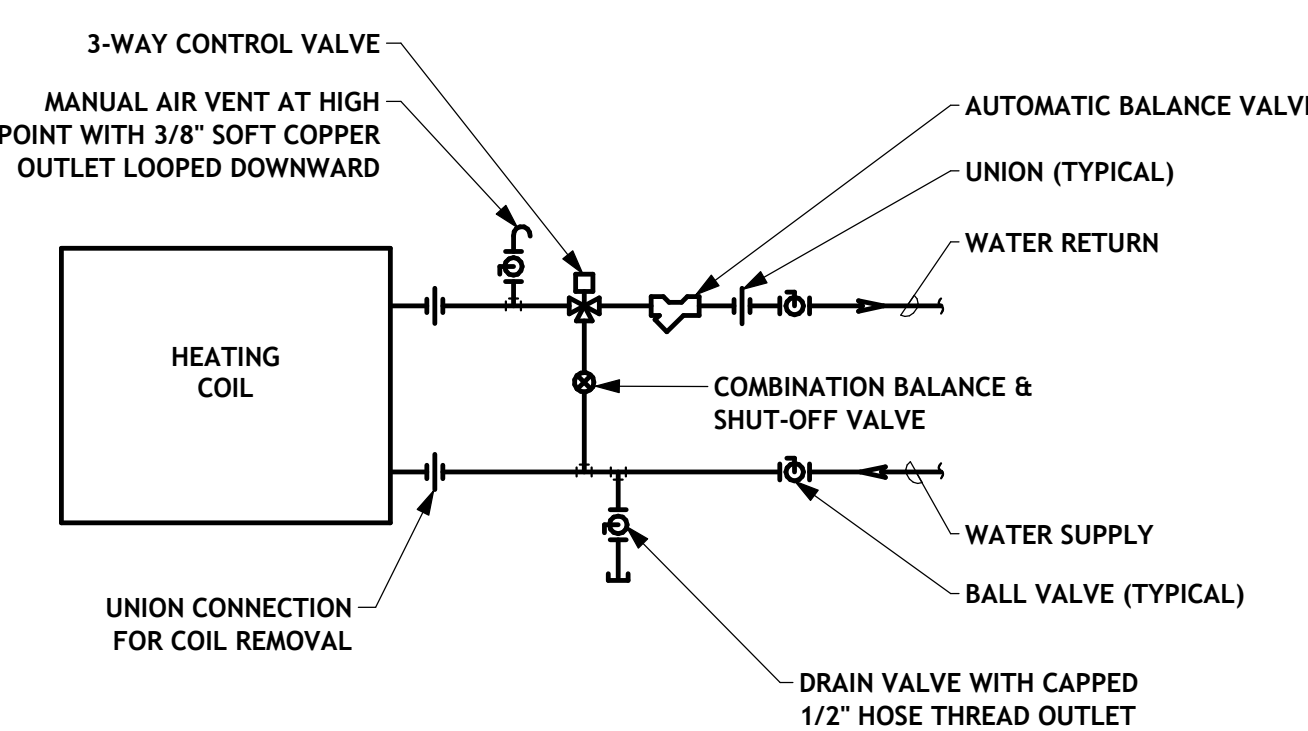 3-WAY CONTROL VALVE
MANUAL AIR VENT AT HIGH
POINT WITH 3/8" SOFT COPPER
OUTLET LOOPED DOWNWARD
AUTOMATIC BALANCE VALVE
UNION (TYPICAL)
WATER RETURN
HEATING
COIL
COMBINATION BALANCE &
SHUT-OFF VALVE
WATER SUPPLY
BALL VALVE (TYPICAL)
UNION CONNECTION
FOR COIL REMOVAL
DRAIN VALVE WITH CAPPED
1/2" HOSE THREAD OUTLET